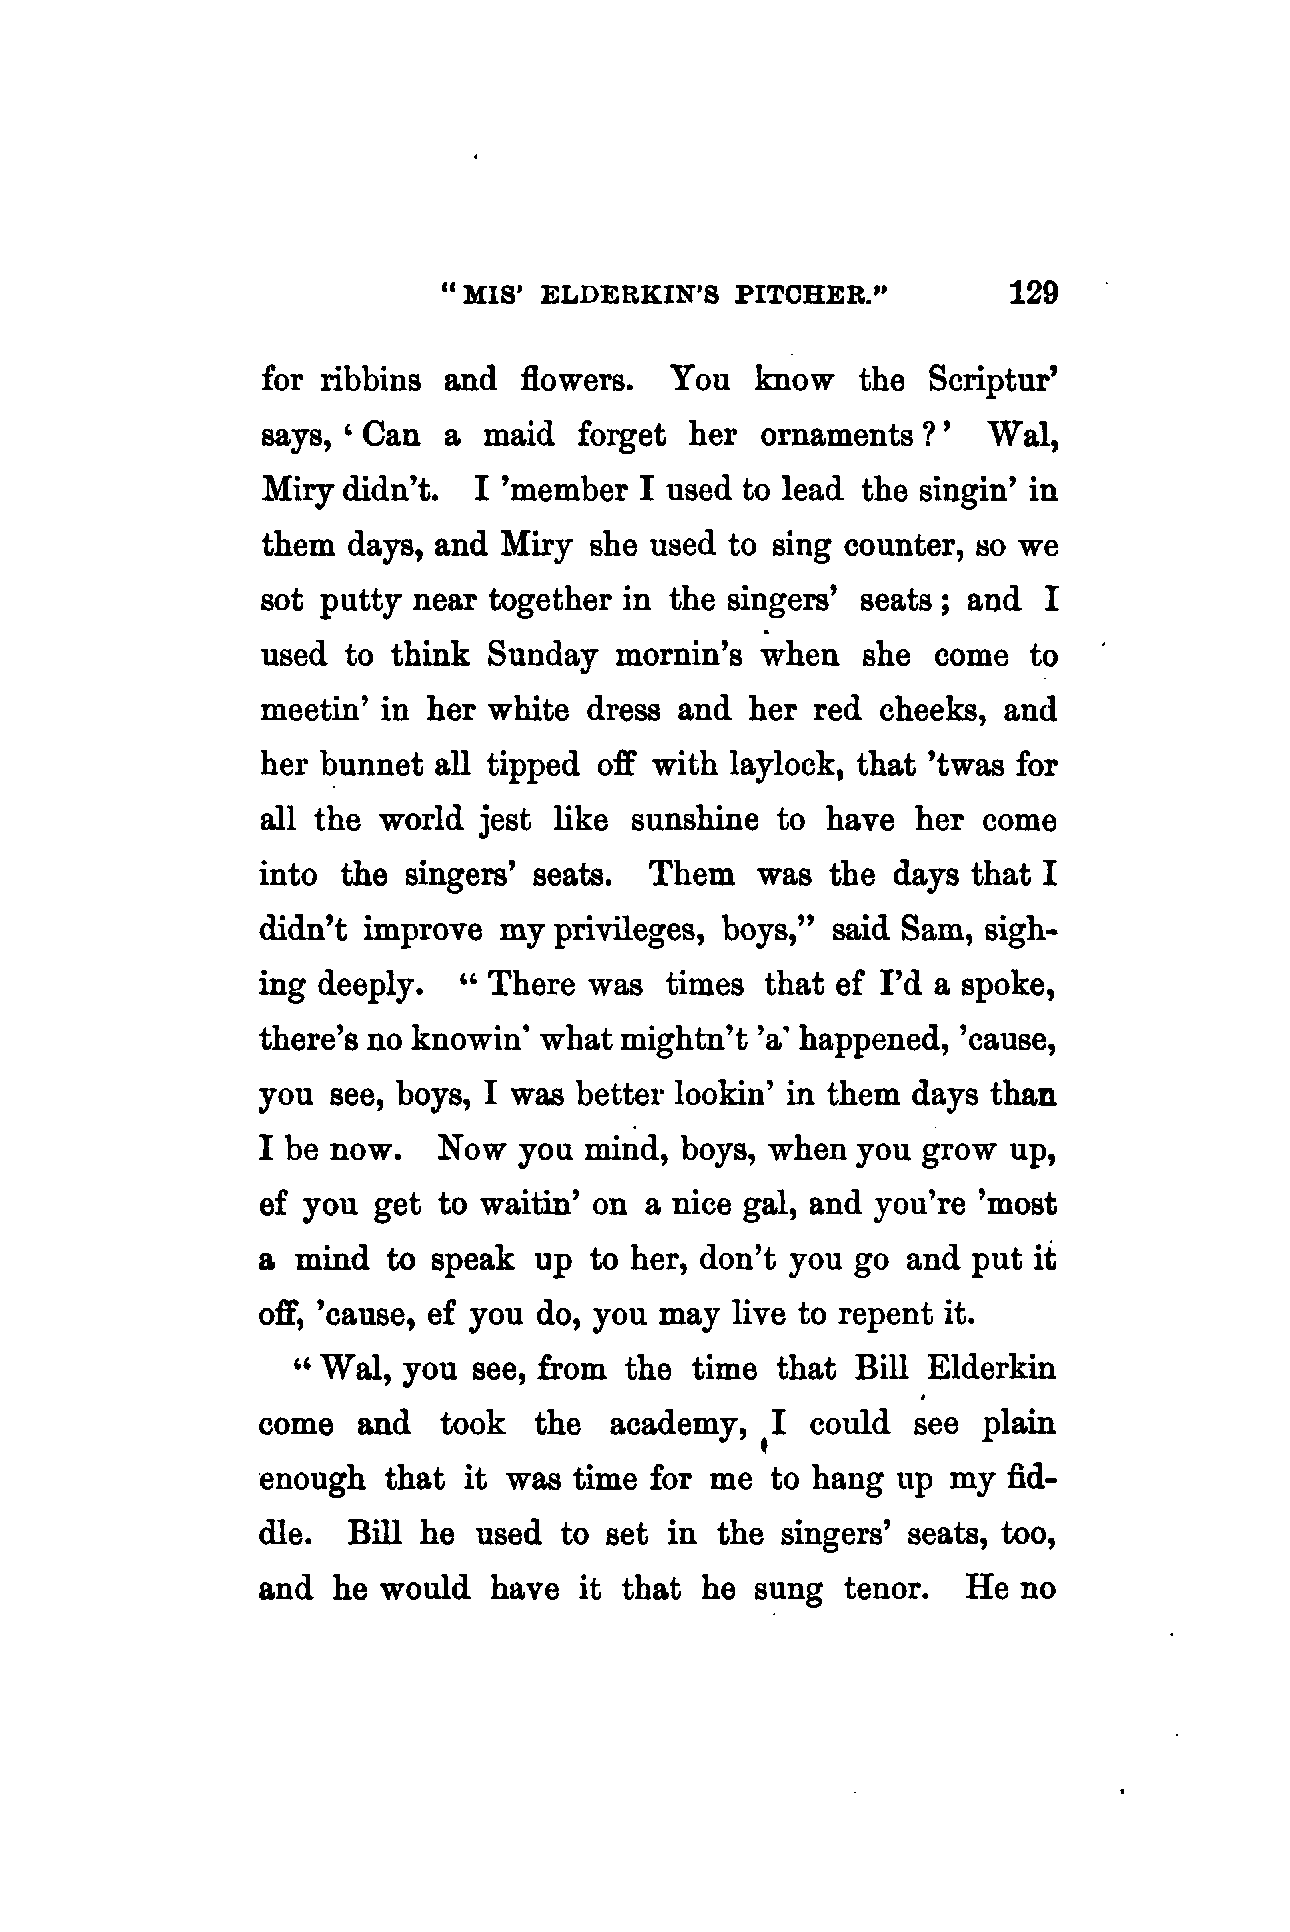 "MIS' ELDERKIN'S PITCHER." 129
for ribbins and flowers. You know the Scriptur'
says, 'Can a maid forget her ornaments?' Wal,
Miry didn't. I 'member I used to lead the singin' in
them days, and Miry she used to sing counter, so we
sot putty near together in the singers' seats; and I
used to think Sunday mornin's when she come to
meetin' in her white dress and her red cheeks, and
her bunnet all tipped off with laylock, that 'twas for
all the world jest like sunshine to have her come
into the singers' seats. Them was the days that I
didn't improve my privileges, boys," said Sam, sigh-
ing deeply. "There was times that ef I'd a spoke,
there's no knowin' what mightn't 'a' happened, 'cause,
you see, boys, I was better lookin' in them days than
I be now. Now you mind, boys, when you grow up,
ef you get to waitin' on a nice gal, and you're 'most
a mind to speak up to her, don't you go and put it
off, 'cause, ef you do, you may live to repent it.
"Wal, you see, from the time that Bill Elderkin
come and took the academy, I could see plain
enough that it was time for me to hang up my fid-
dle. Bill he used to set in the singers' seats, too,
and he would have it that he sung tenor. He no